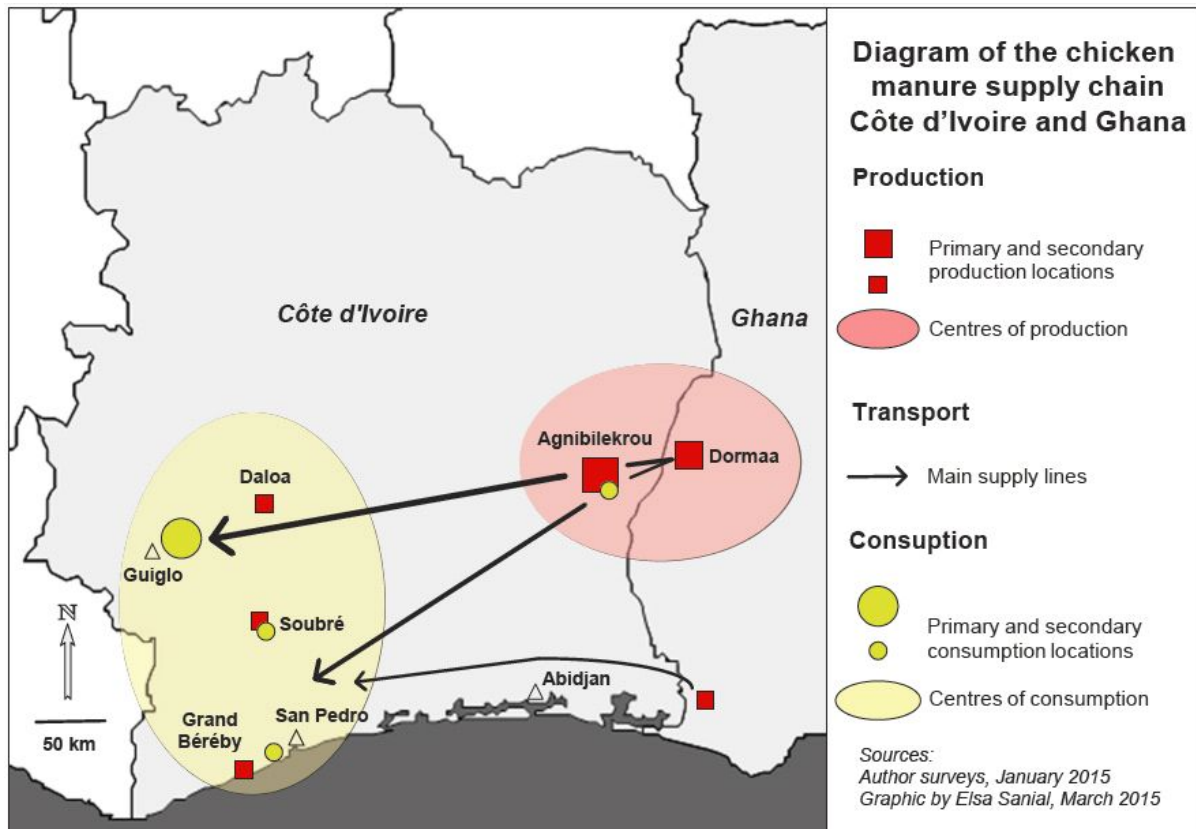 Diagram of the chicken
manure supply chain
Côte d'Ivoire and Ghana
Production
Primary and secondary
production locations
Centres of production
Transport
Main supply lines
Consuption
Primary and secondary
consumption locations
Centres of consumption
Sources:
Author surveys, January 2015
Graphic by Elsa Sanial, March 2015
Côte d'Ivoire
Ghana
Agnibilekrou
Dormaa
Daloa
Guiglo
N
Soubré
Abidjan
San Pedro
Grand
Béréby
50 km